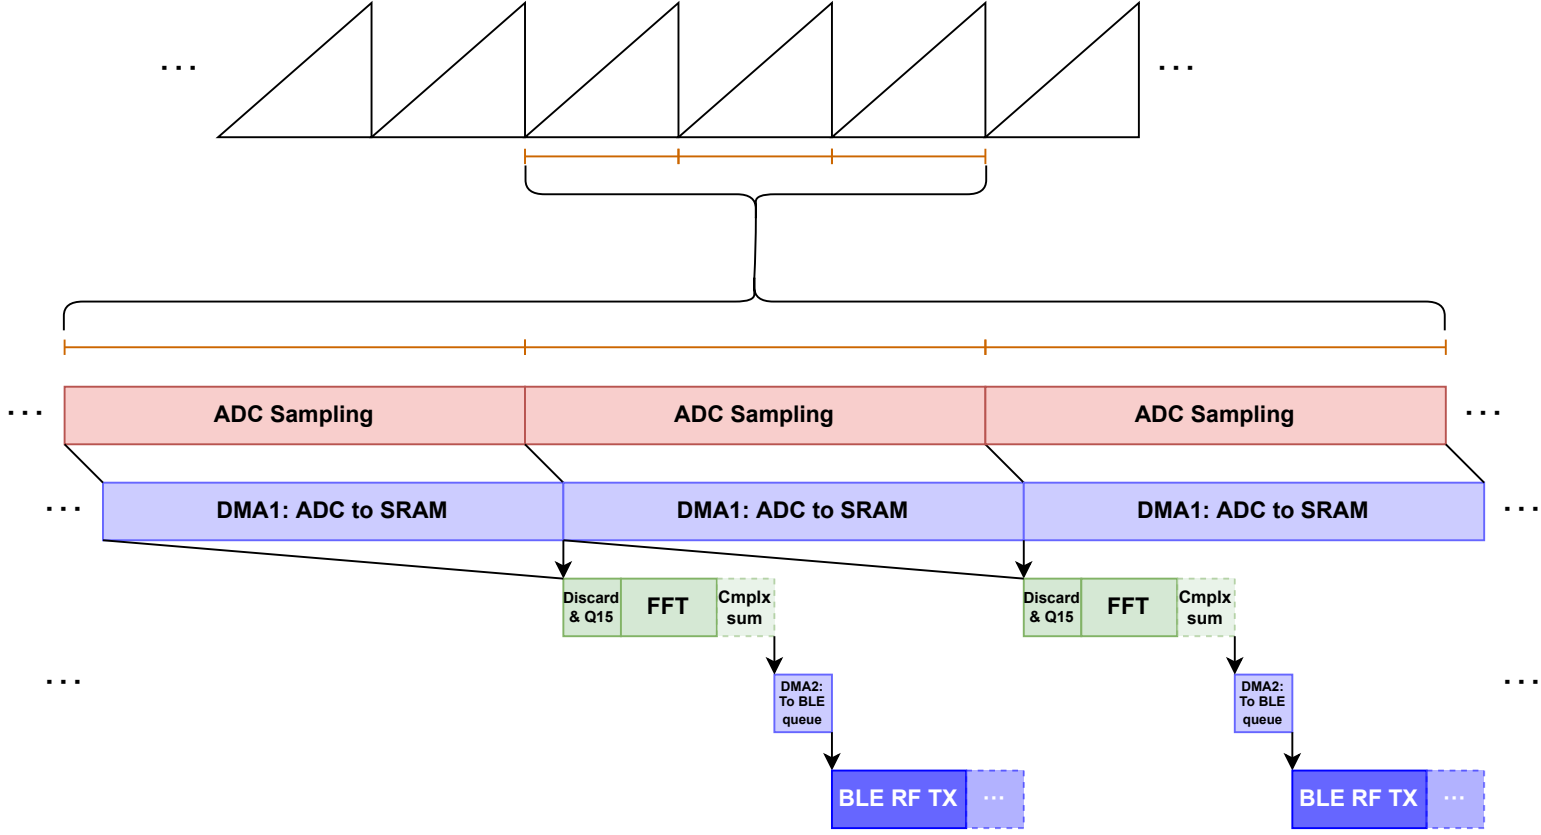 ...
...
...
ADC Sampling
ADC Sampling
ADC Sampling
...
...
DMA1: ADC to SRAM
DMA1: ADC to SRAM
DMA1: ADC to SRAM
...
Discard
& Q15
FFT
Cmplx
sum
Discard
& Q15
FFT
Cmplx
sum
...
DMA2:
To BLE
queue
DMA2:
To BLE
queue
...
BLE RF TX
...
BLE RF TX
...